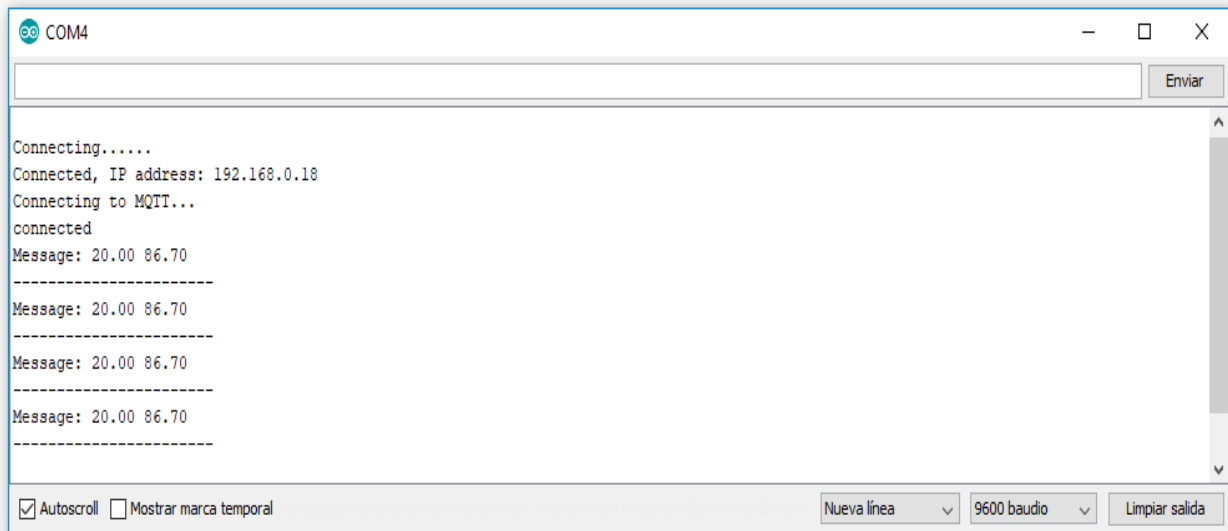 COM4
Enviar
Connecting......
Connected, IP address: 192.168.0.18
Connecting to MQTT...
connected
Message: 20.00 86.70
-----------------------
Message: 20.00 86.70
-----------------------
Message: 20.00 86.70
-----------------------
Message: 20.00 86.70
-----------------------
Autoscroll Mostrar marca temporal Nueva línea 9600 baudio Limpiar salida